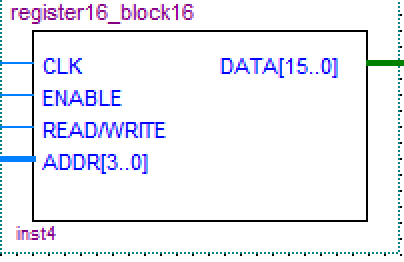 register16_block16
CLK DATA[15..0]
ENABLE
READ/WRITE
ADDR[3..0]
inst4